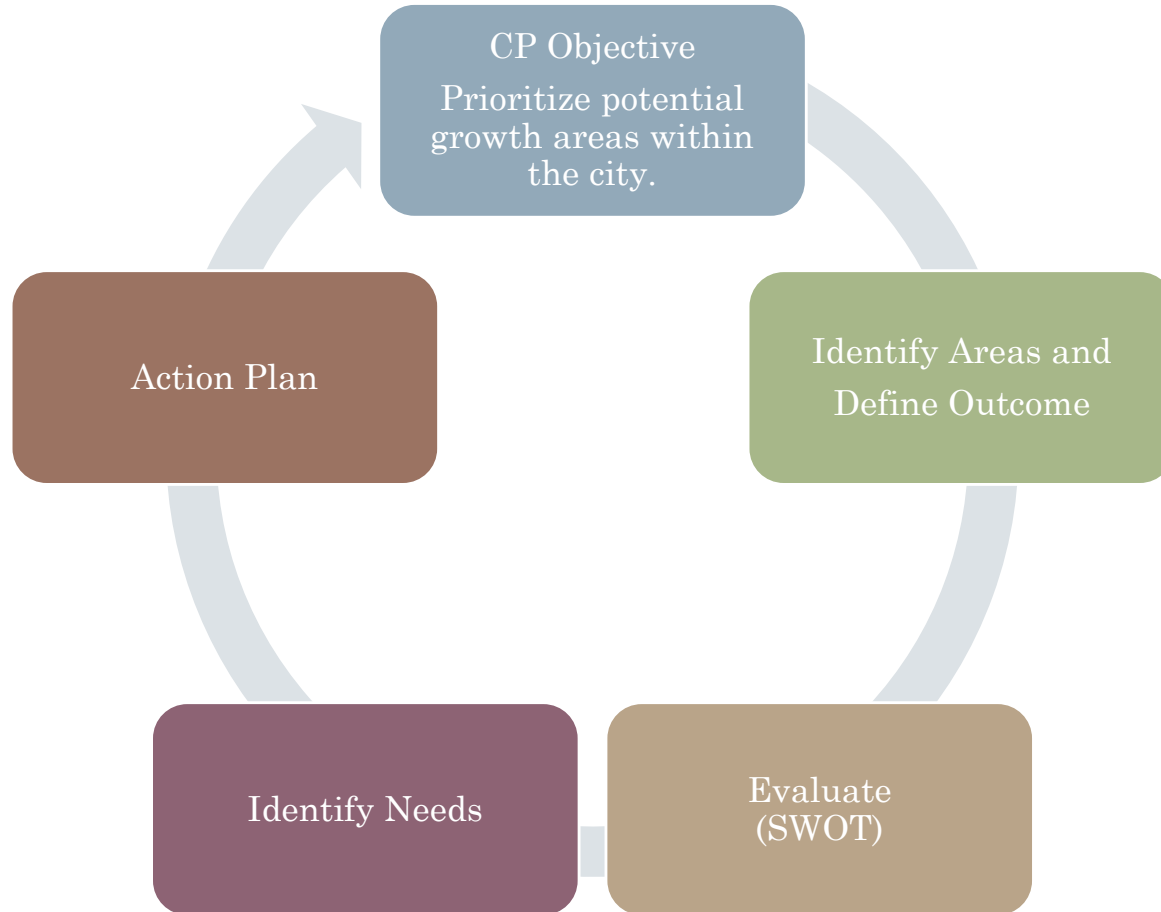 CP Objective
Prioritize potential
growth areas within
the city.
Identify Areas and
Define Outcome
Evaluate
(SWOT)
Identify Needs
Action Plan